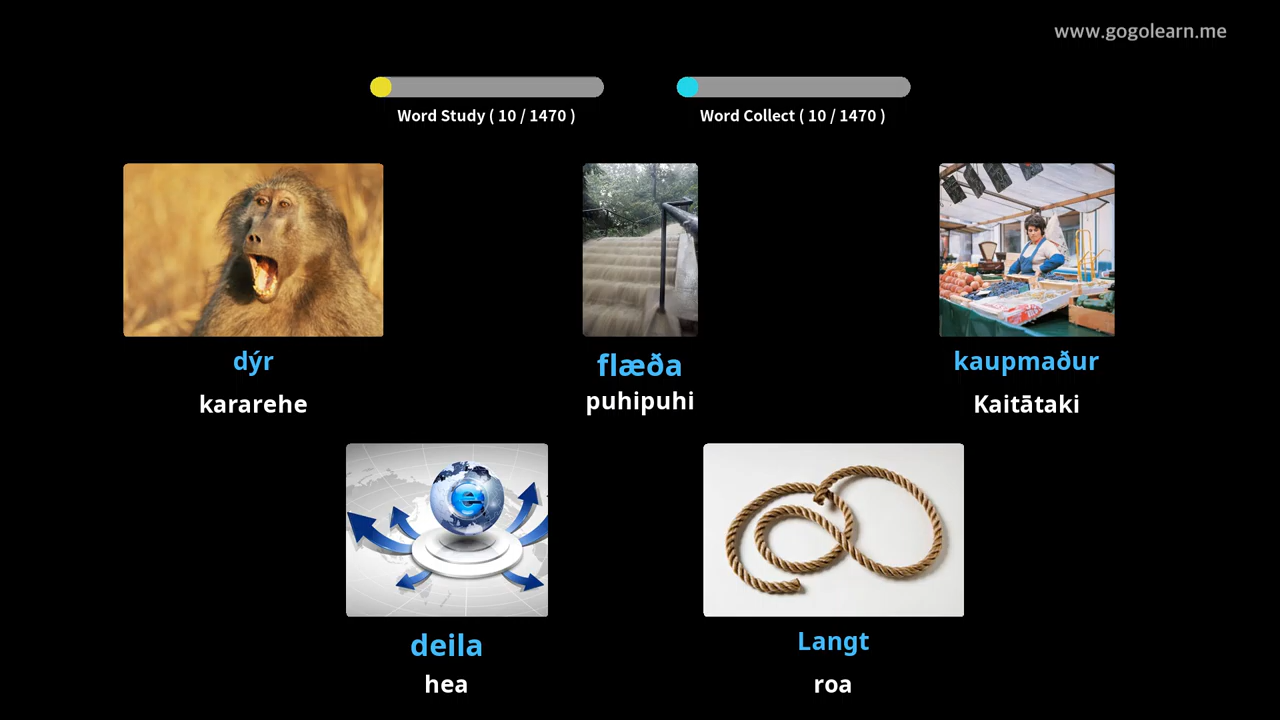 www.gogolearn.me
Word Study ( 10 / 1470 )
Word Collect ( 10 / 1470 )
dýr
kararehe
flæða
puhipuhi
kaupmaður
Kaitātaki
e
deila
hea
Langt
roa